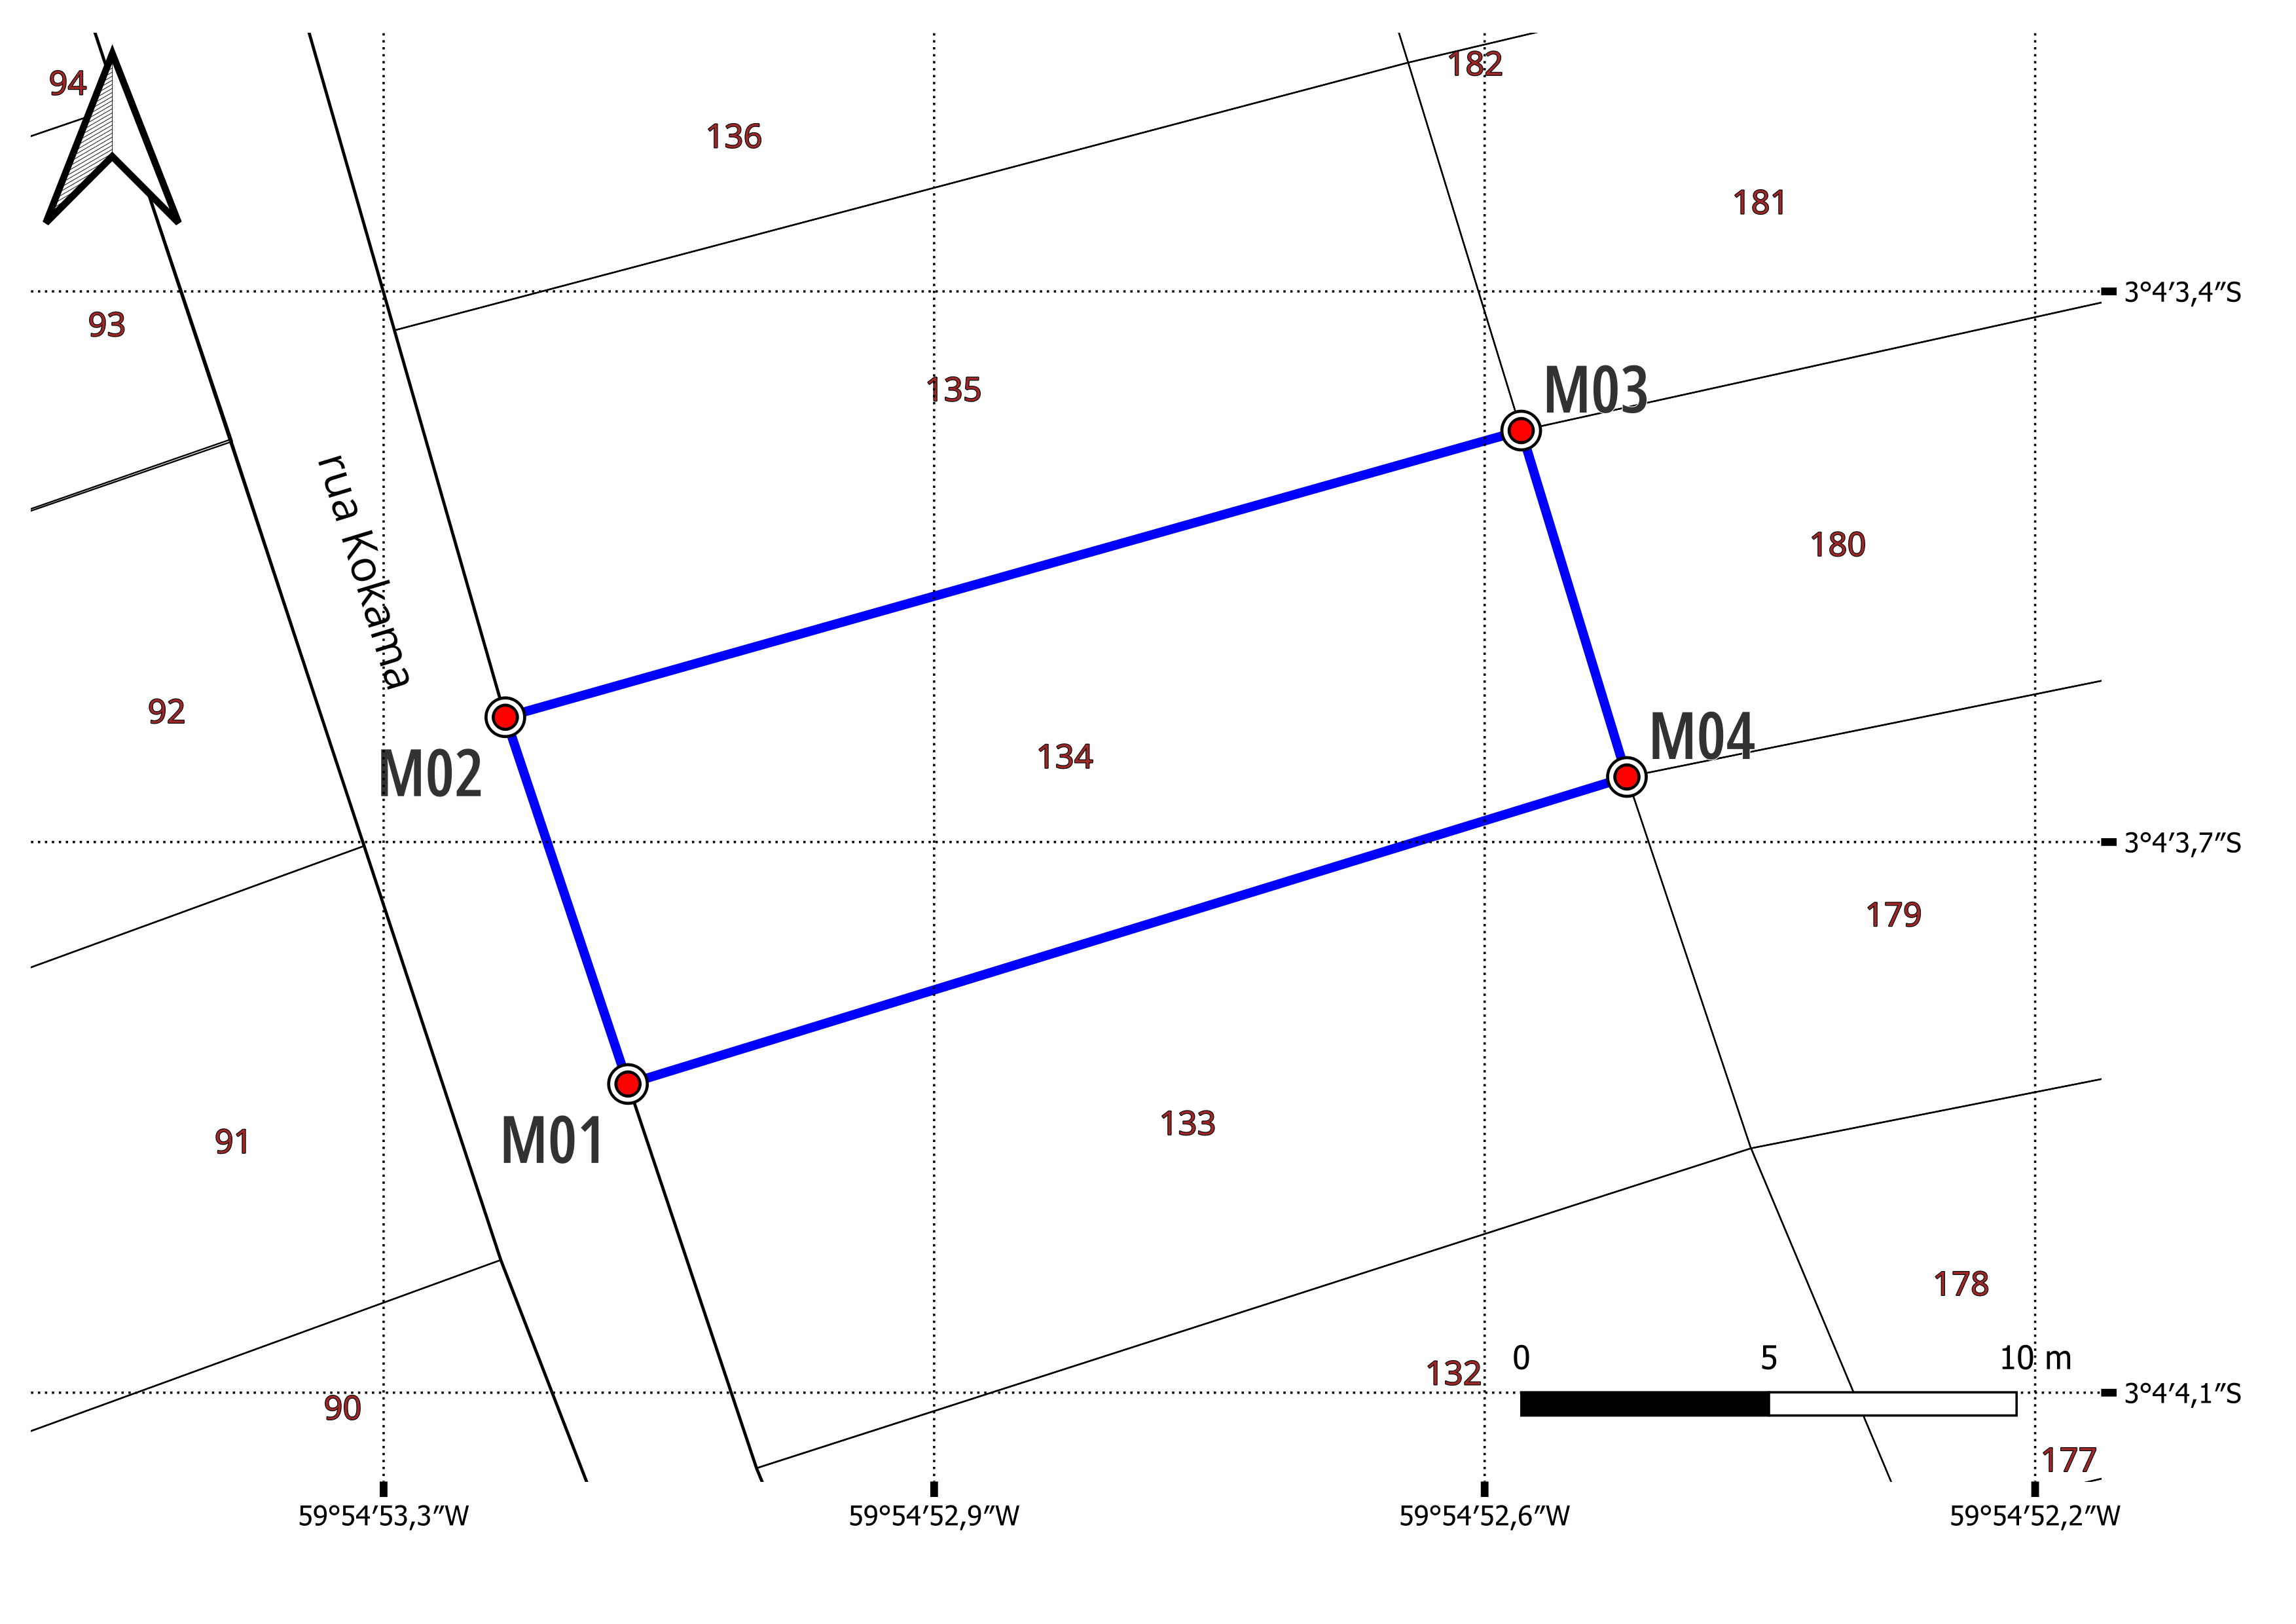 182
94
136
181
3°4′3,4″S
93
M03
135
rua Kokama
180
92
M02
134
M04
3°4′3,7″S
179
M01
133
91
178
0 5 10 m
132
3°4′4,1″S
90
177
59°54′53,3″W 59°54′52,9″W 59°54′52,6″W 59°54′52,2″W